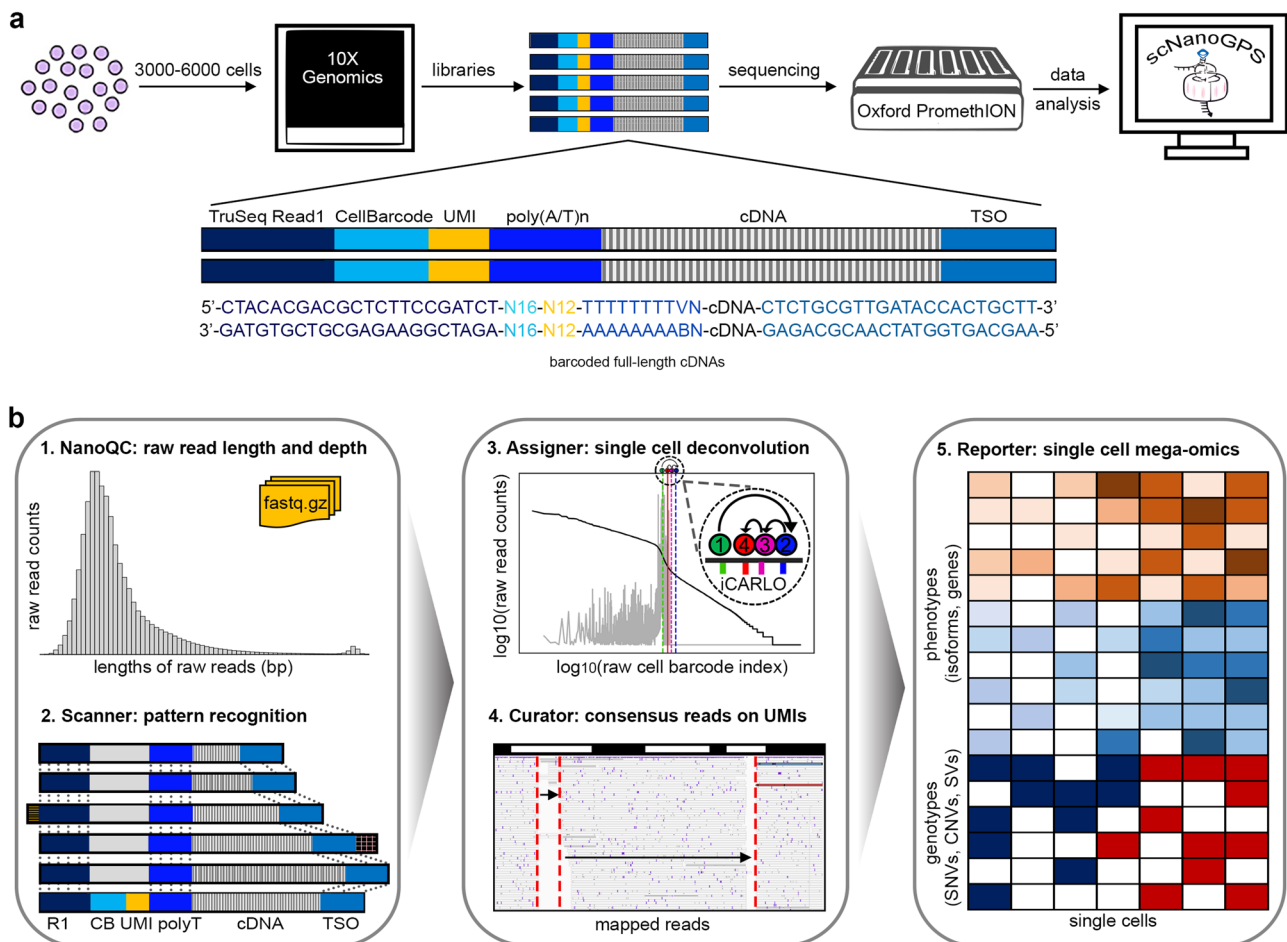 a
3000-6000 cells
10X
Genomics
libraries
sequencing
Oxford PromethION
data
analysis
scNanoGPS
TruSeq Read1 CellBarcode UMI poly(A/T)n cDNA TSO
5’-CTACACGACGCTCTTCCGATCT-N16-N12-TTTTTTTTVN-cDNA-CTCTGCGTTGATACCACTGCTT-3’
3’-GATGTGCTGCGAGAAGGCTAGA-N16-N12-AAAAAAAABN-cDNA-GAGACGCAACTATGGTGACGAA-5’
barcoded full-length cDNAs
b
1. NanoQC: raw read length and depth
fastq.gz
raw read counts
lengths of raw reads (bp)
2. Scanner: pattern recognition
R1 CB UMI polyT cDNA TSO
3. Assigner: single cell deconvolution
log10(raw read counts)
1 4 3 2
iCARLO
log10(raw cell barcode index)
4. Curator: consensus reads on UMIs
mapped reads
5. Reporter: single cell mega-omics
phenotypes
(isoforms, genes)
genotypes
(SNVs, CNVs, SVs)
single cells